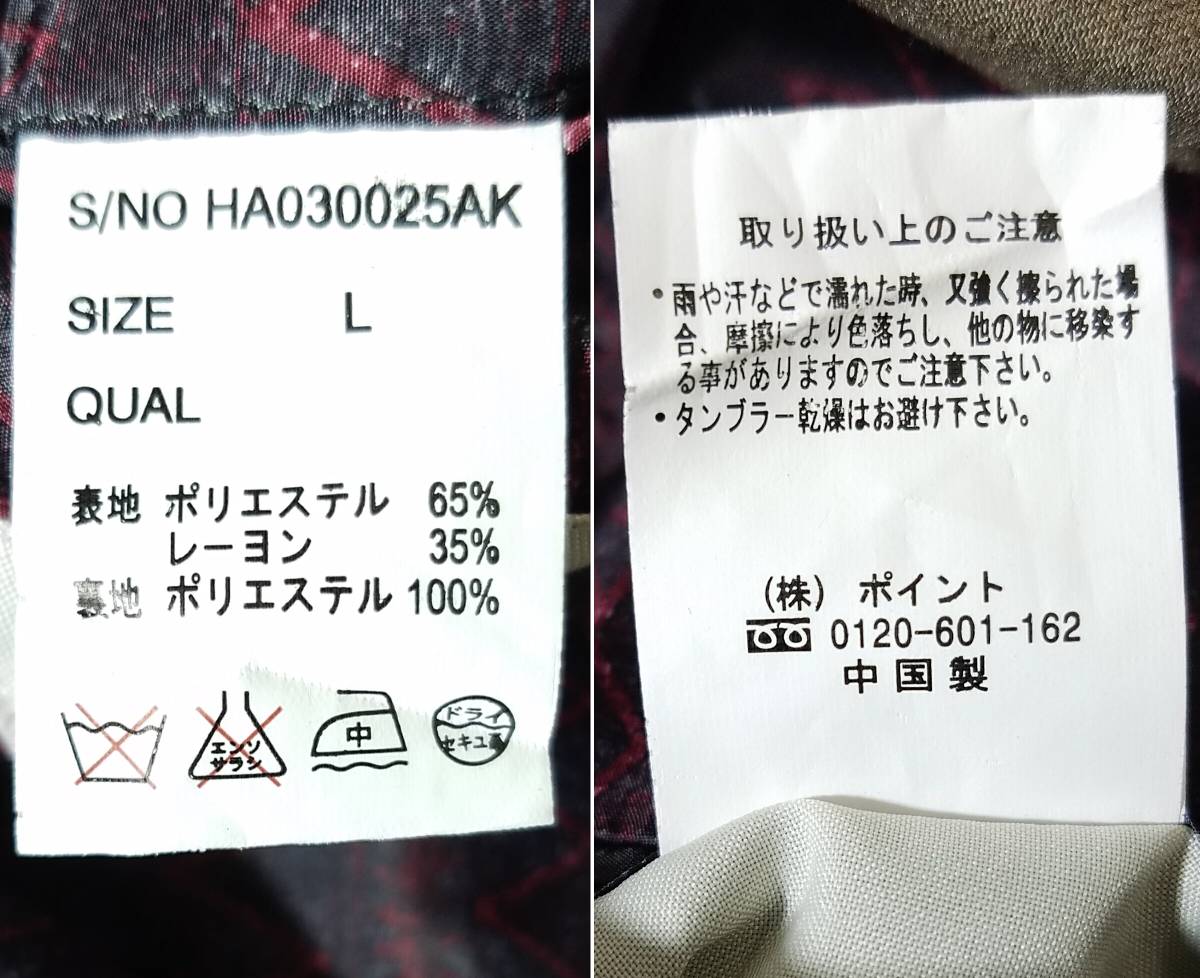 S/NO HA030025AK
SIZE L
QUAL
表地 ポリエステル 65%
レーヨン 35%
裏地 ポリエステル 100%
エンソ
サラシ
中
ドライ
セキユ系
取り扱い上のご注意
・雨や汗などで濡れた時、又強く擦られた場
合、摩擦により色落ちし、他の物に移染す
る事がありますのでご注意下さい。
・タンブラー乾燥はお避け下さい。
(株) ポイント
0120-601-162
中国製